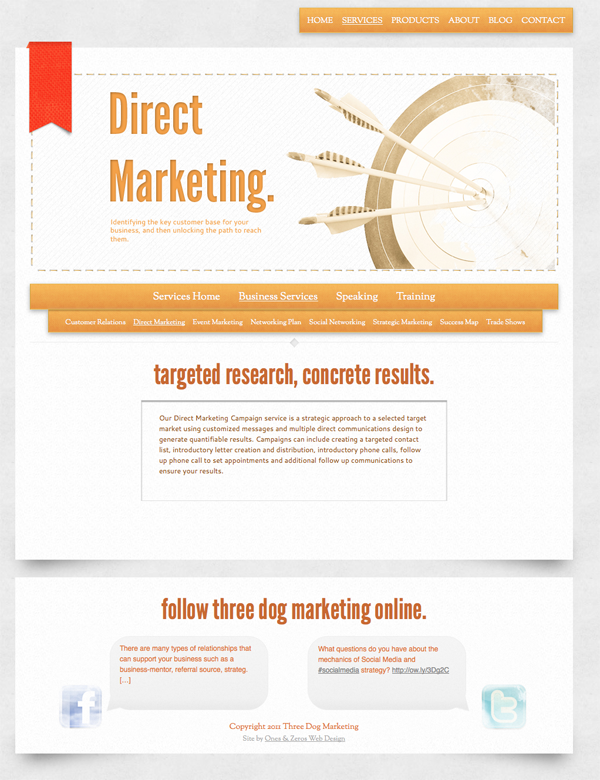 HOME SERVICES PRODUCTS ABOUT BLOG CONTACT
Direct
Marketing.
Identifying the key customer base for your
business, and then unlocking the path to reach
them.
Services Home Business Services Speaking Training
Customer Relations Direct Marketing Event Marketing Networking Plan Social Networking Strategic Marketing Success Map Trade Shows
targeted research, concrete results.
Our Direct Marketing Campaign service is a strategic approach to a selected target
market using customized messages and multiple direct communications design to
generate quantifiable results. Campaigns can include creating a targeted contact
list, introductory letter creation and distribution, introductory phone calls, follow
up phone call to set appointments and additional follow up communications to
ensure your results.
follow three dog marketing online.
There are many types of relationships that
can support your business such as a
business-mentor, referral source, strateg.
[...]
What questions do you have about the
mechanics of Social Media and
#socialmedia strategy? http://ow.ly/3Dg2C
f
t
Copyright 2011 Three Dog Marketing
Site by Ones & Zeros Web Design